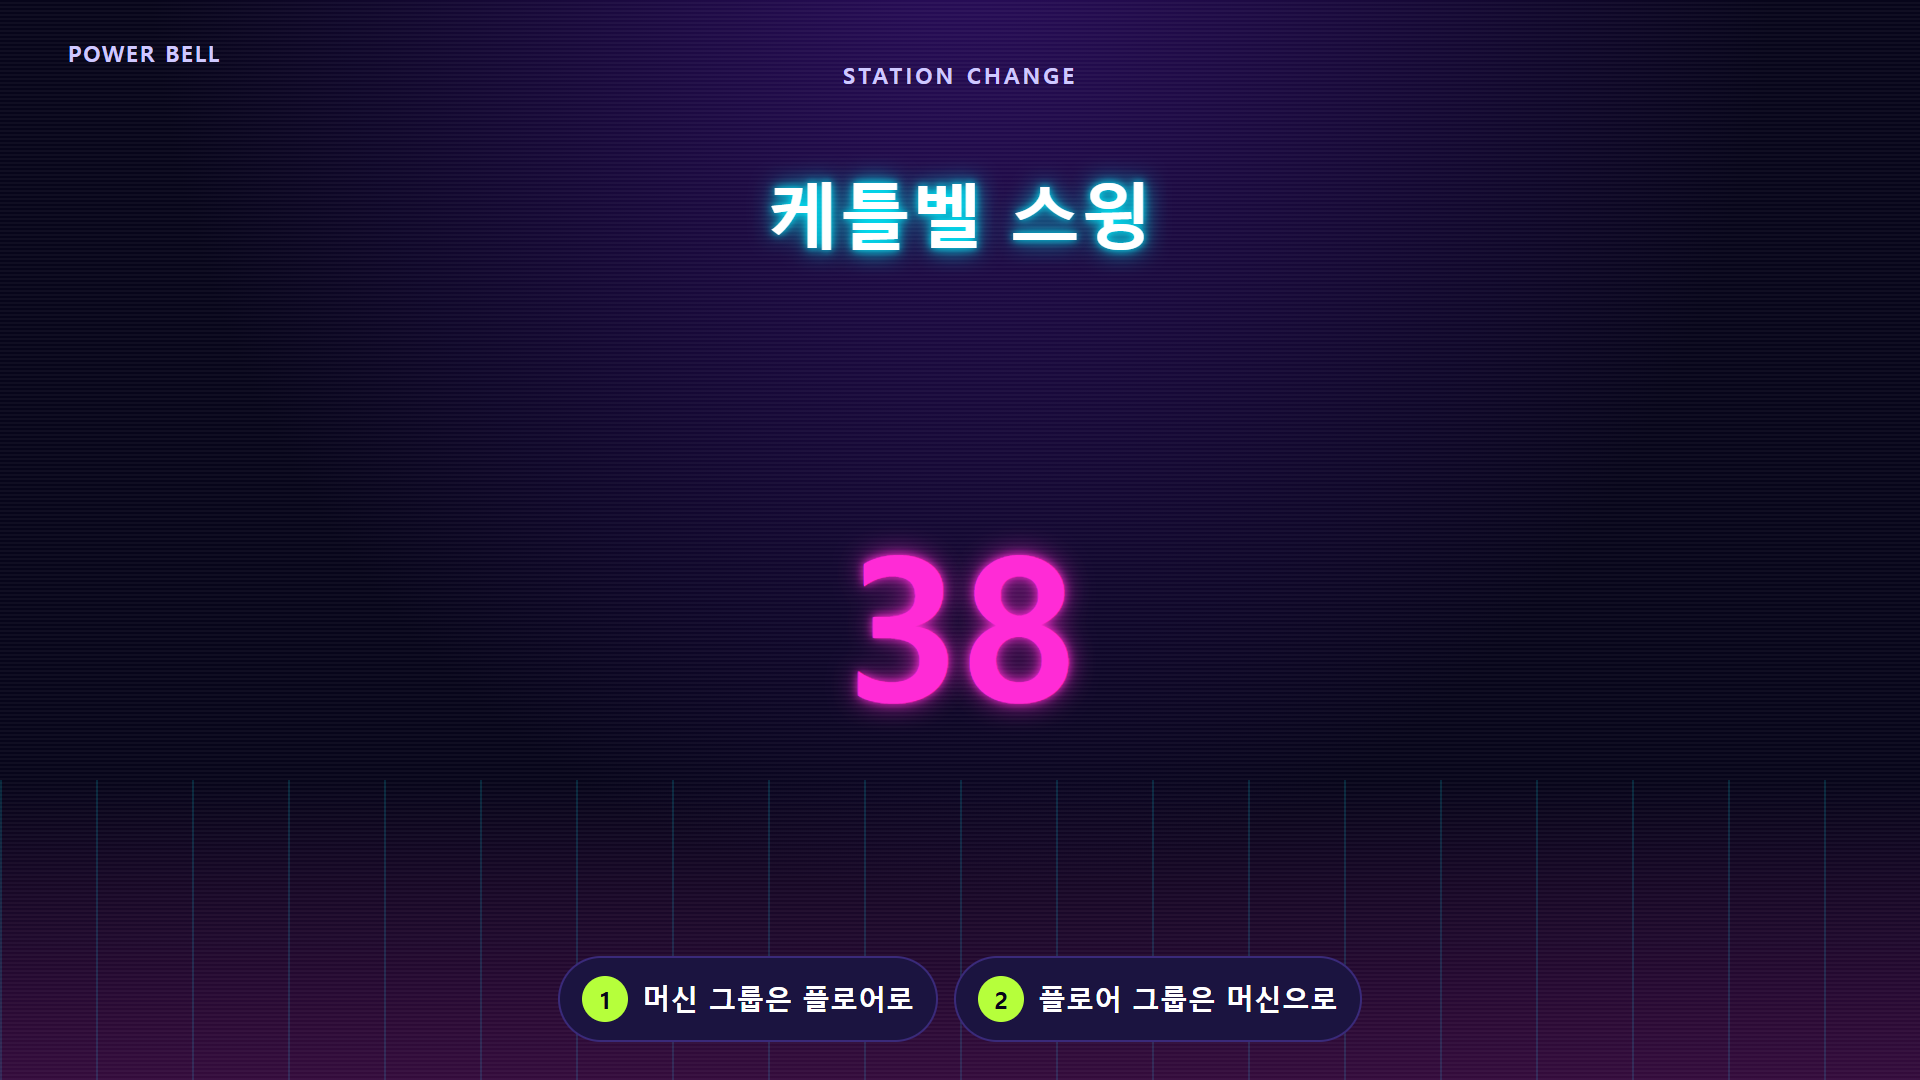 POWER BELL
STATION CHANGE
케틀벨 스윙
38
1 머신 그룹은 플로어로
2 플로어 그룹은 머신으로